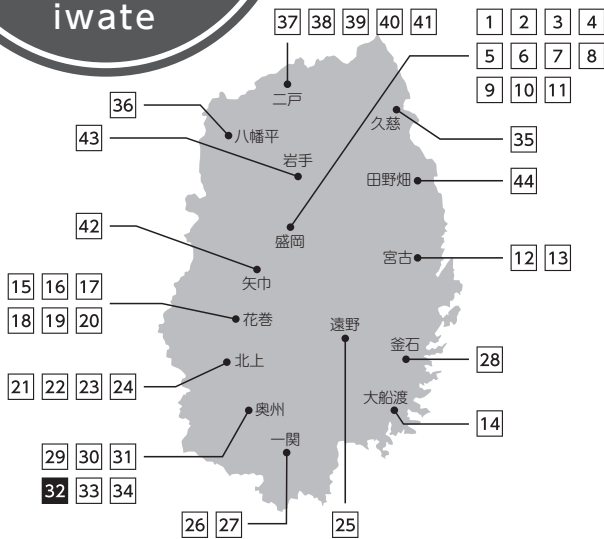 iwate
37 38 39 40 41
1 2 3 4
5 6 7 8
9 10 11
二戸
36
八幡平
久慈
43
35
岩手
田野畑
44
42
盛岡
宮古
12 13
矢巾
15 16 17
18 19 20
花巻
遠野
釜石
28
北上
21 22 23 24
大船渡
奥州
14
一関
29 30 31
32 33 34
26 27
25